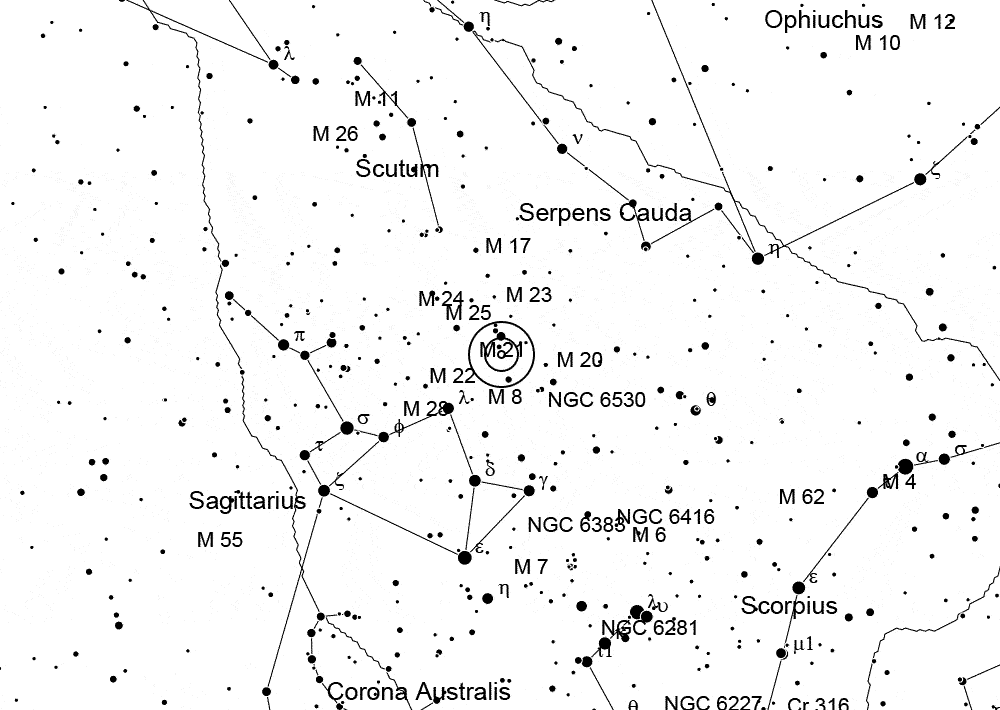 η
Ophiuchus
M 12
M 10
λ
M 11
M 26
ν
Scutum
ζ
Serpens Cauda
M 17
η
M 24
M 23
M 25
π
M 21
M 20
M 22
λ
M 8
NGC 6530
θ
M 28
σ
φ
τ
α
σ
δ
M 4
ζ
γ
Sagittarius
M 62
NGC 6383
NGC 6416
M 6
M 55
ε
M 7
ε
η
λ
υ
Scorpius
NGC 6281
ι1
μ1
Corona Australis
θ
NGC 6227
Cr 316